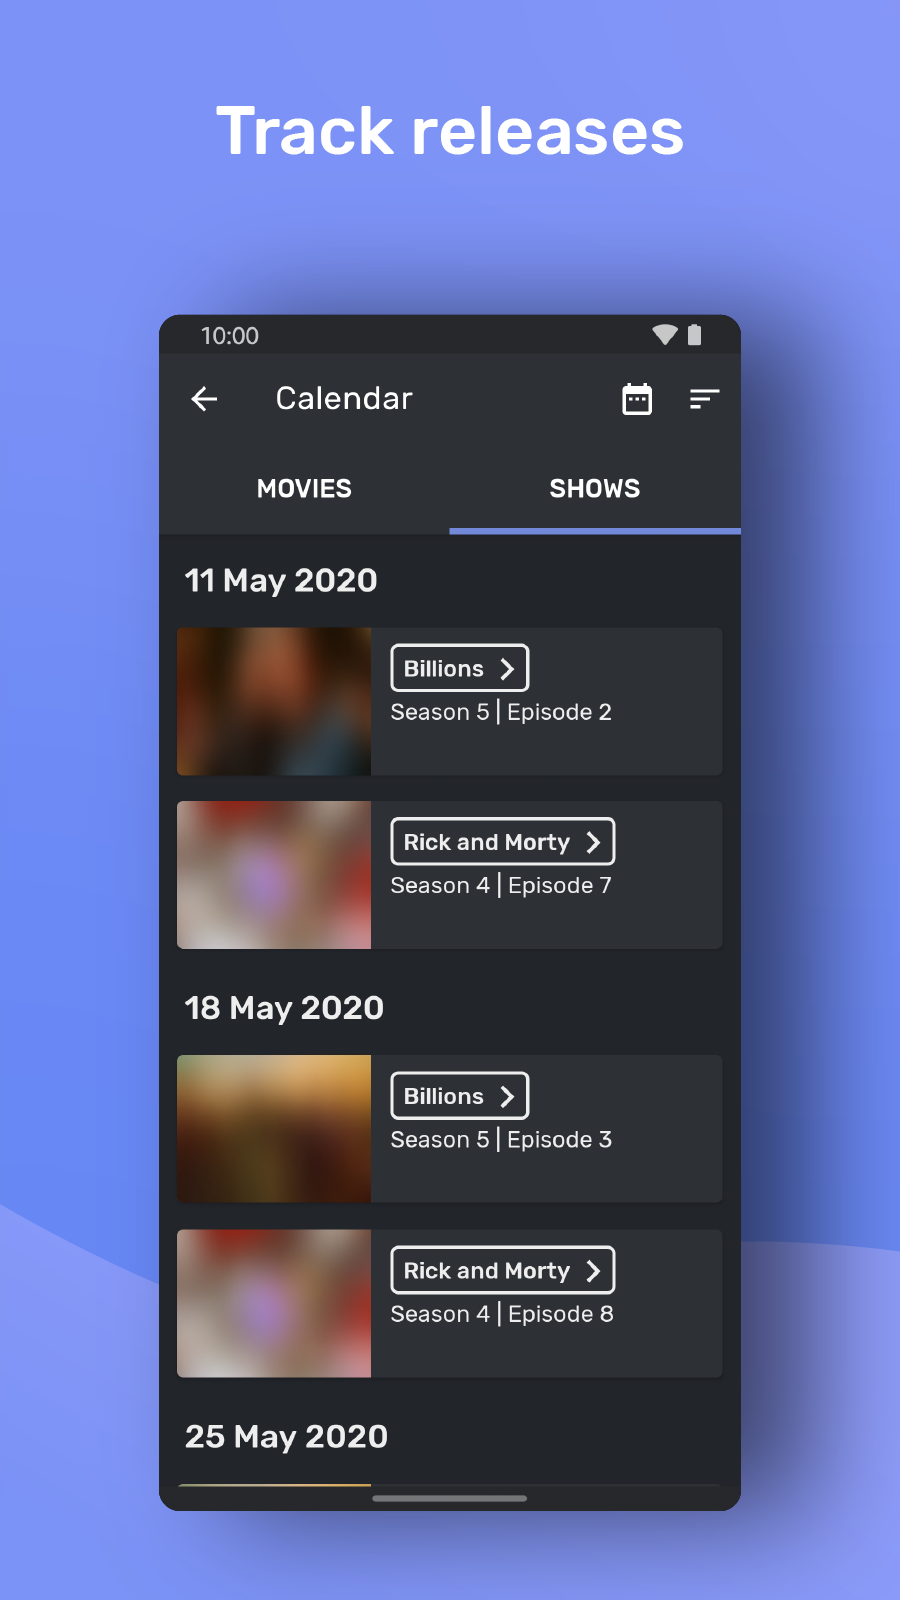 Track releases
10:00
Calendar
MOVIES
SHOWS
11 May 2020
Billions
Season 5 | Episode 2
Rick and Morty
Season 4 | Episode 7
18 May 2020
Billions
Season 5 | Episode 3
Rick and Morty
Season 4 | Episode 8
25 May 2020